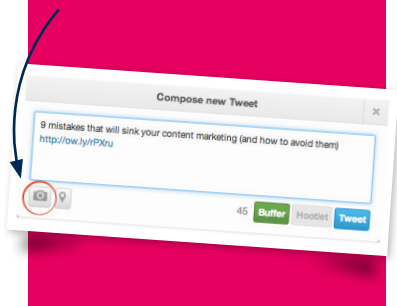 Compose new Tweet
×
9 mistakes that will sink your content marketing (and how to avoid them)
http://ow.ly/rPXru
45 Buffer Hootlet Tweet